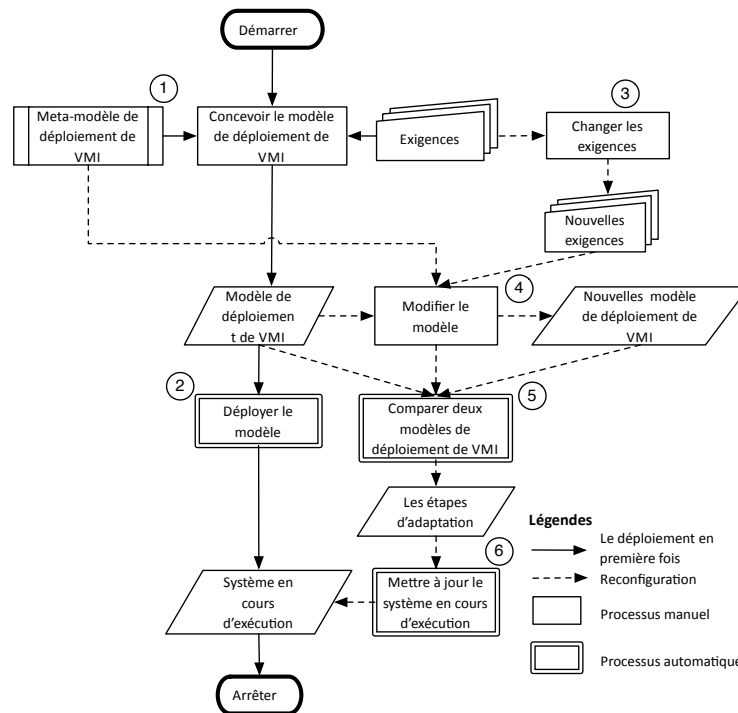 Démarrer
1
3
Meta-modèle de
déploiement de
VMI
Concevoir le modèle
de déploiement de
VMI
Exigences
Changer les
exigences
Nouvelles
exigences
4
Modèle de
déploiemen
t de VMI
Modifier le
modèle
Nouvelles modèle
de déploiement de
VMI
2
5
Déployer le
modèle
Comparer deux
modèles de
déploiement de VMI
Les étapes
d'adaptation
6
Système en
cours
d'exécution
Mettre à jour le
système en cours
d'exécution
Arrêter
Légendes
Le déploiement en
première fois
Reconfiguration
Processus manuel
Processus automatique